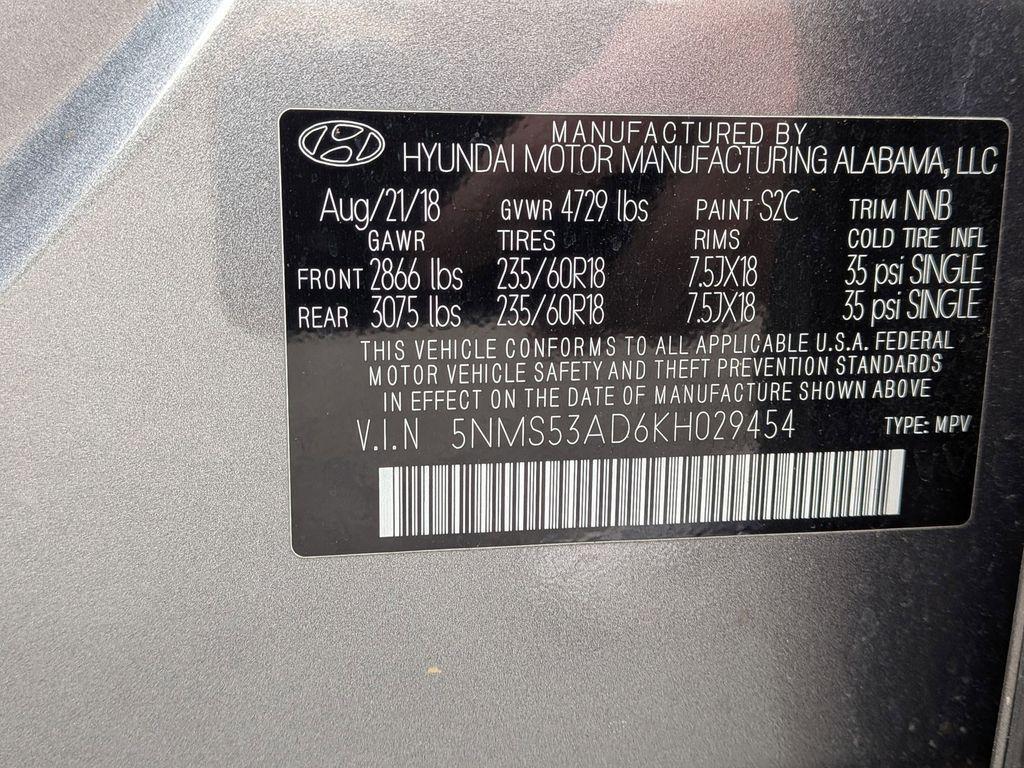 MANUFACTURED BY
HYUNDAI MOTOR MANUFACTURING ALABAMA, LLC
Aug/21/18 GVWR 4729 lbs PAINT S2C TRIM NNB
GAWR TIRES RIMS COLD TIRE INFL
FRONT 2866 lbs 235/60R18 7.5JX18 35 psi SINGLE
REAR 3075 lbs 235/60R18 7.5JX18 35 psi SINGLE
THIS VEHICLE CONFORMS TO ALL APPLICABLE U.S.A. FEDERAL
MOTOR VEHICLE SAFETY AND THEFT PREVENTION STANDARDS
IN EFFECT ON THE DATE OF MANUFACTURE SHOWN ABOVE
V.I.N 5NMS53AD6KH029454 TYPE: MPV